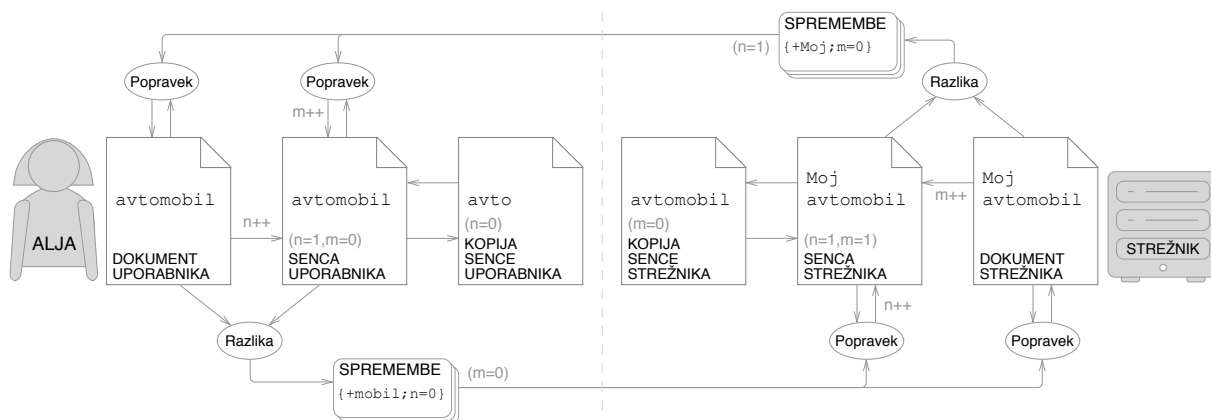 SPREMEMBE
{+Moj;m=0}
(n=1)
Popravek
Popravek
Razlika
m++
ALJA
avtomobil
DOKUMENT
UPORABNIKA
n++
avtomobil
(n=1,m=0)
SENCA
UPORABNIKA
avto
(n=0)
KOPIJA
SENCE
UPORABNIKA
avtomobil
(m=0)
KOPIJA
SENCE
STREŽNIKA
Moj
avtomobil
(n=1,m=1)
SENCA
STREŽNIKA
m++
Moj
avtomobil
DOKUMENT
STREŽNIKA
STREŽNIK
n++
Razlika
Popravek
Popravek
SPREMEMBE
{+mobil;n=0}
(m=0)